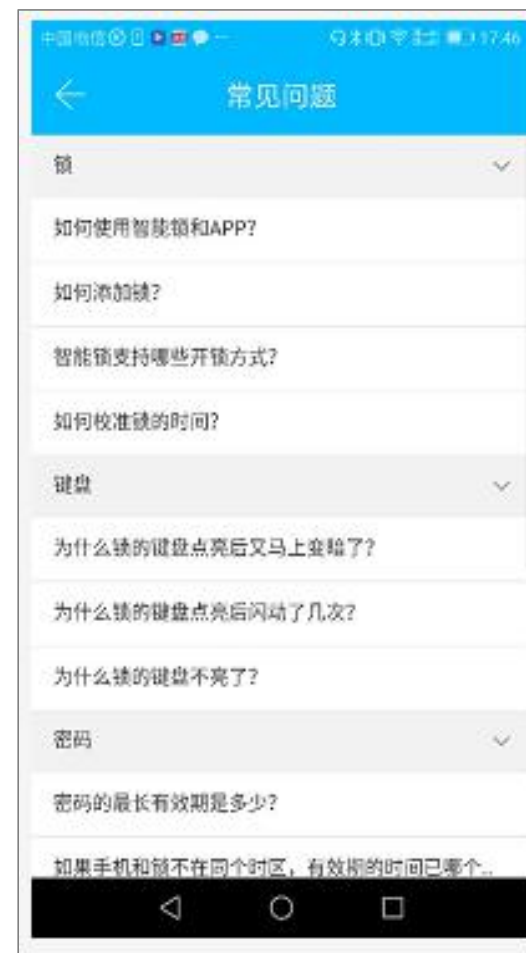 中国电信 17:46
常见问题
锁
如何使用智能锁和APP?
如何添加锁?
智能锁支持哪些开锁方式?
如何校准锁的时间?
键盘
为什么锁的键盘点亮后又马上变暗了?
为什么锁的键盘点亮后闪动了几次?
为什么锁的键盘不亮了?
密码
密码的最长有效期是多少?
如果手机和锁不在同个时区，有效期的时间已哪个..